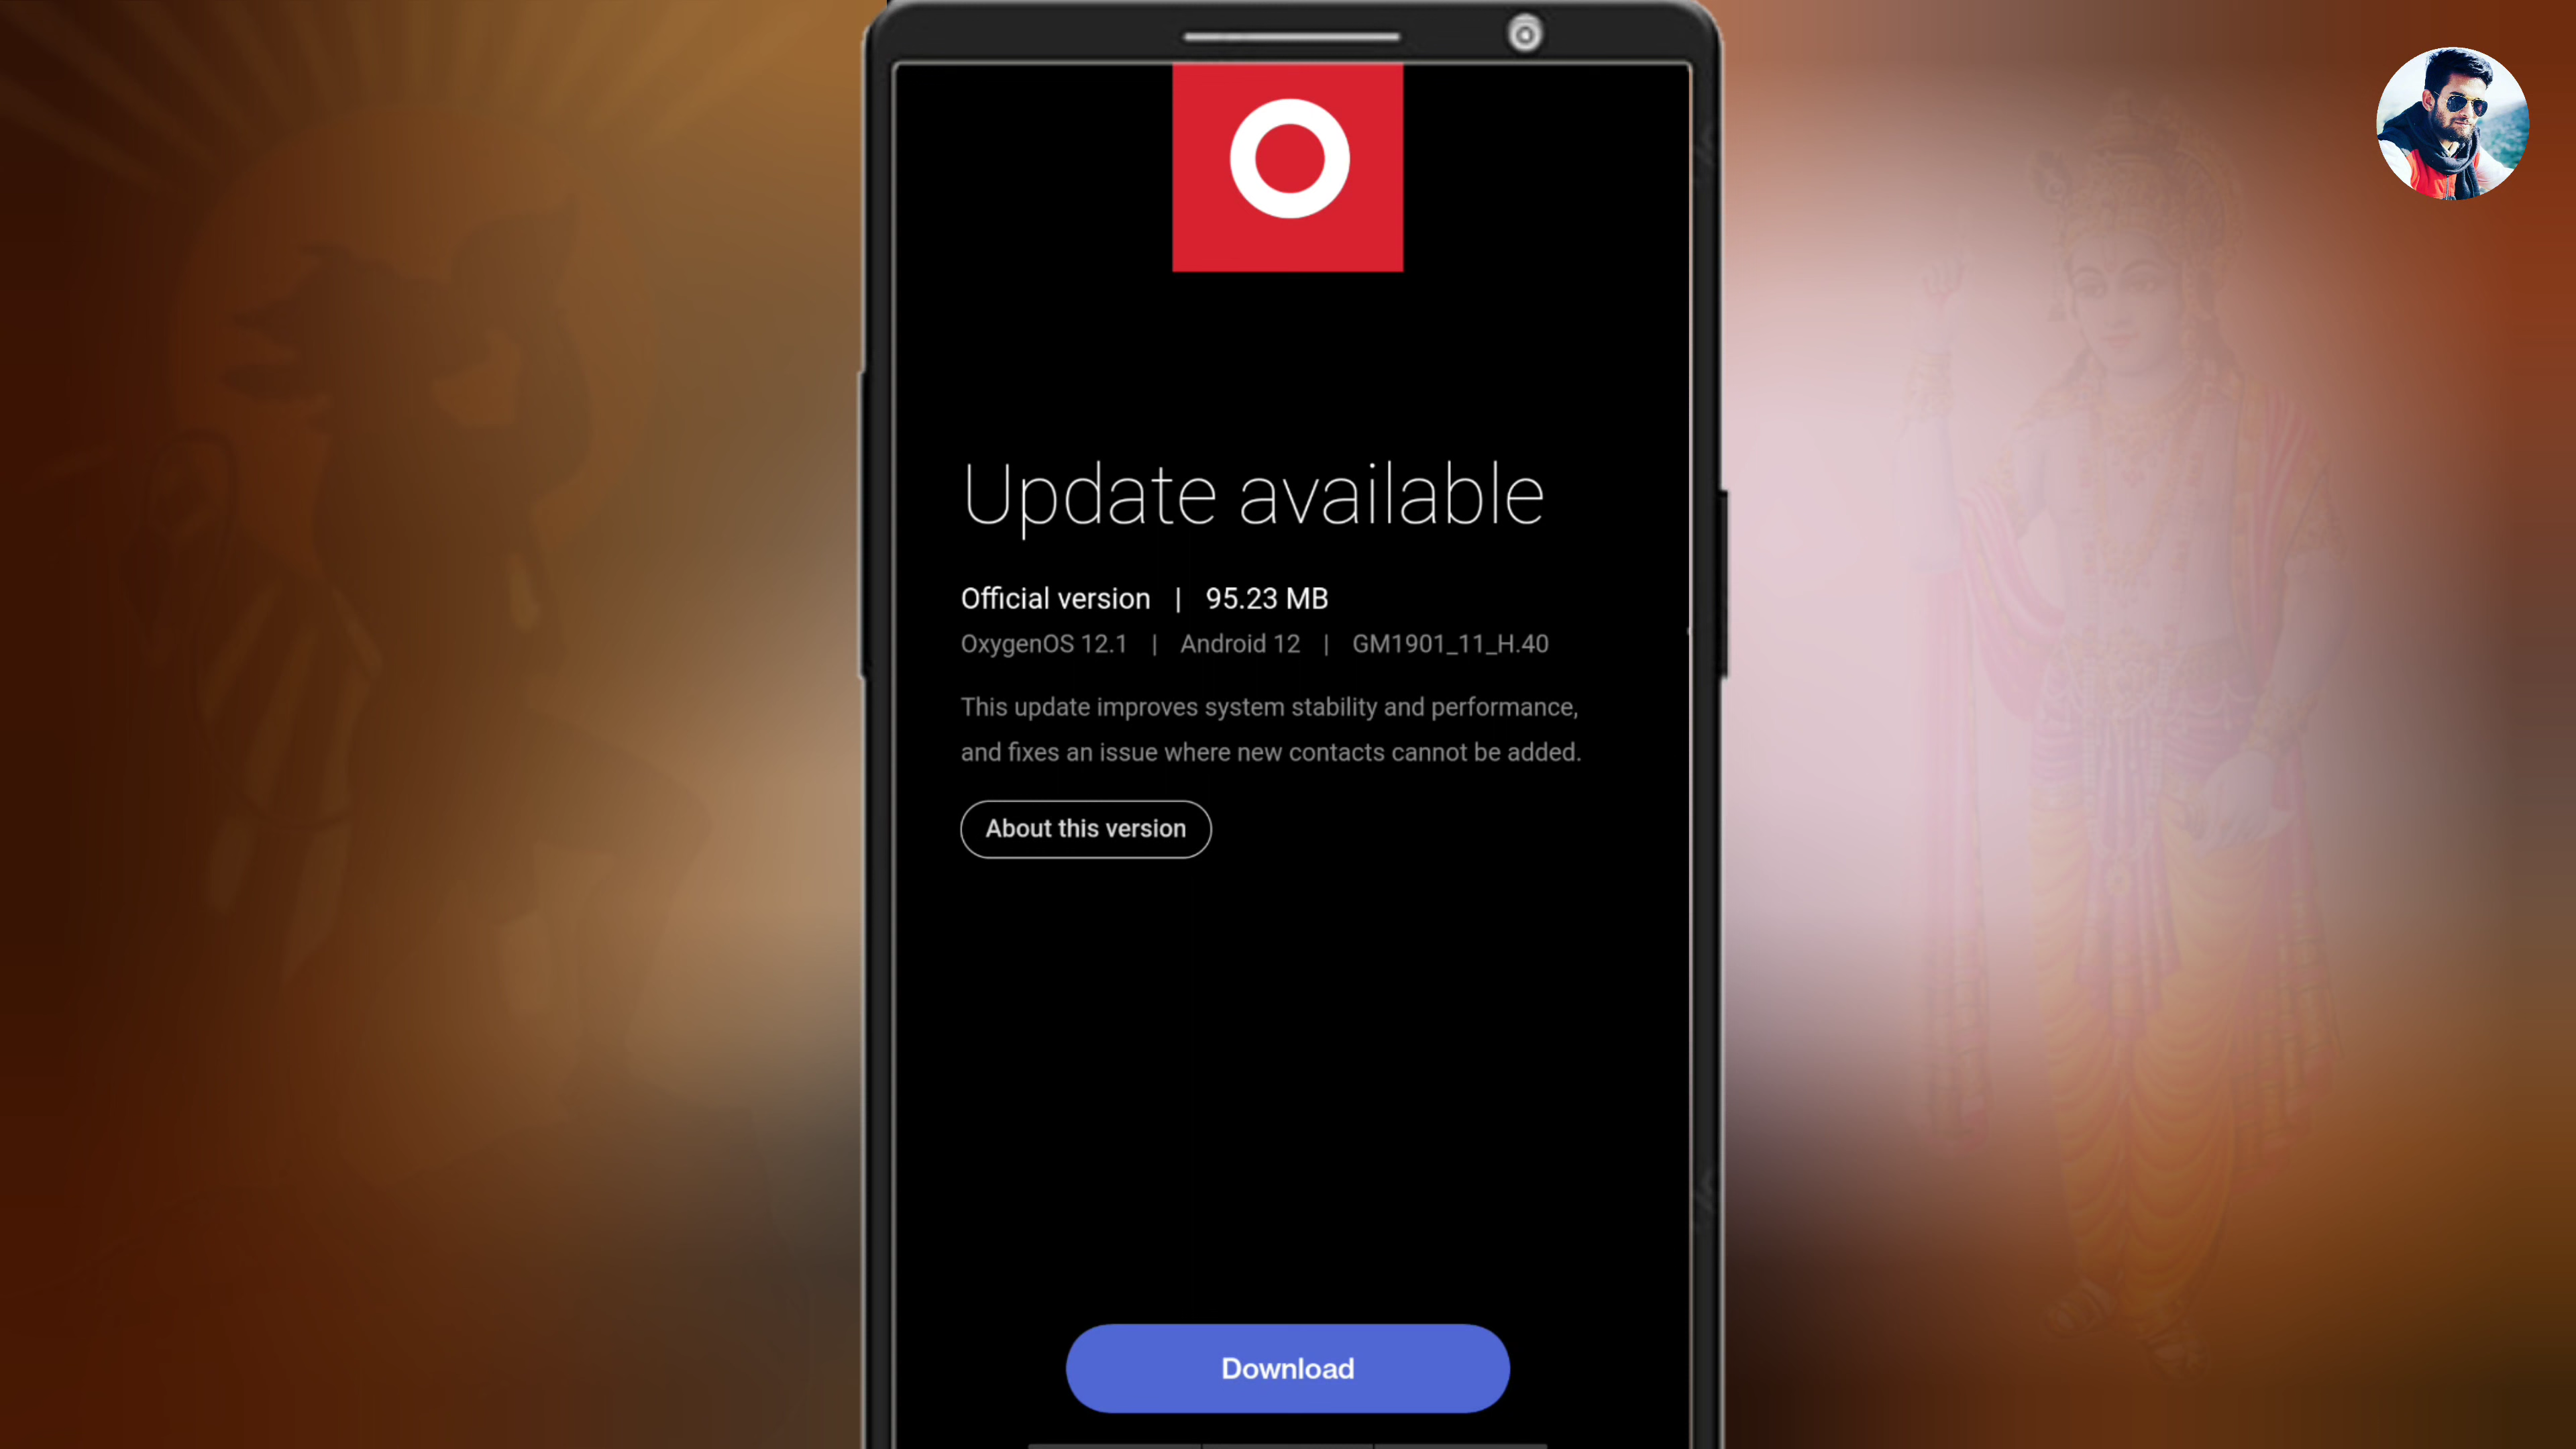 Update available
Official version | 95.23 MB
OxygenOS 12.1 | Android 12 | GM1901_11_H.40
This update improves system stability and performance,
and fixes an issue where new contacts cannot be added.
About this version
Download